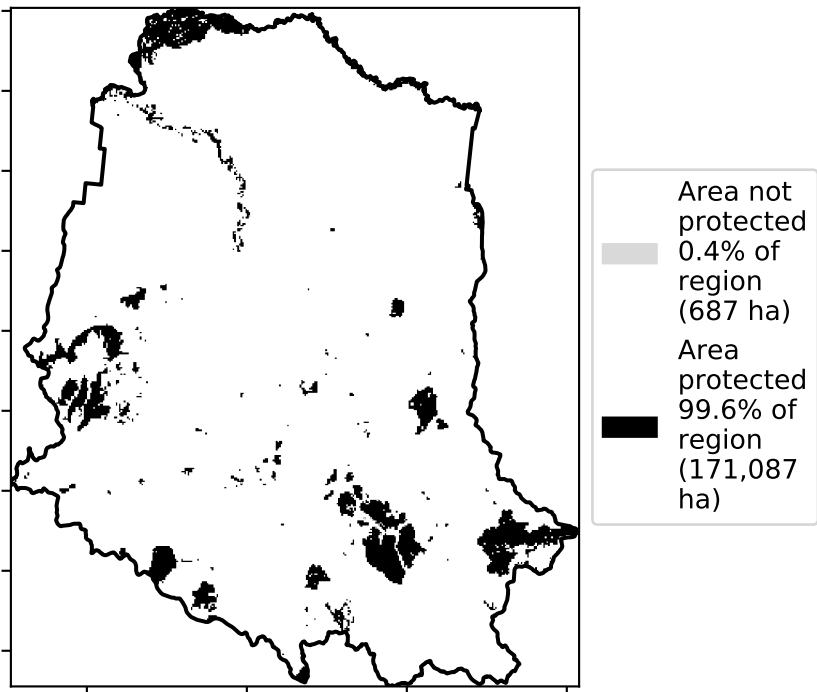 Area not
protected
0.4% of
region
(687 ha)
Area
protected
99.6% of
region
(171,087
ha)